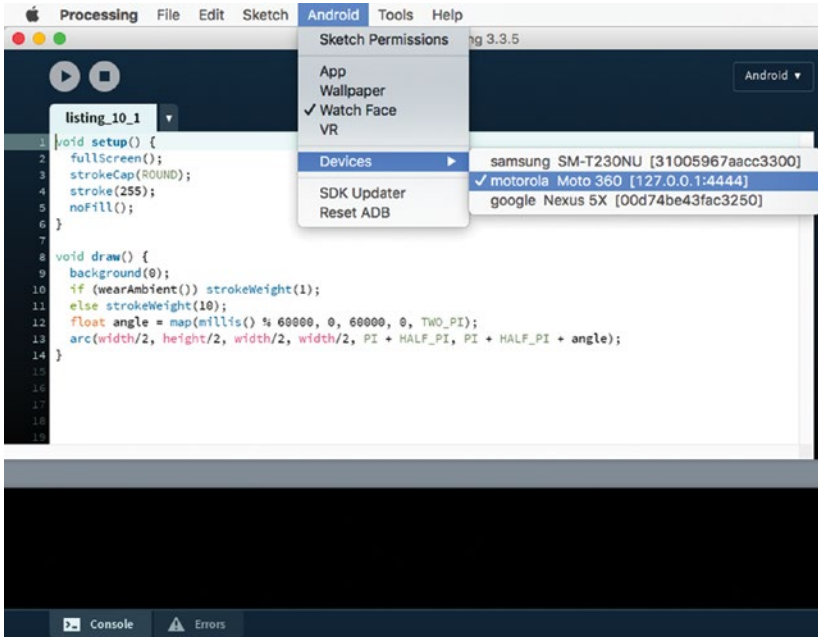 Processing File Edit Sketch Android Tools Help
ng 3.3.5
Sketch Permissions
App
Wallpaper
✓ Watch Face
VR
Devices
SDK Updater
Reset ADB
samsung SM-T230NU [31005967aacc3300]
✓ motorola Moto 360 [127.0.0.1:4444]
google Nexus 5X [00d74be43fac3250]
Android ▾
listing_10_1 ▾
1 void setup() {
2 fullScreen();
3 strokeCap(ROUND);
4 stroke(255);
5 noFill();
6 }
7
8 void draw() {
9 background(0);
10 if (wearAmbient()) strokeWeight(1);
11 else strokeWeight(10);
12 float angle = map(millis() % 60000, 0, 60000, 0, TWO_PI);
13 arc(width/2, height/2, width/2, width/2, PI + HALF_PI, PI + HALF_PI + angle);
14 }
15
16
17
18
19
Console Errors